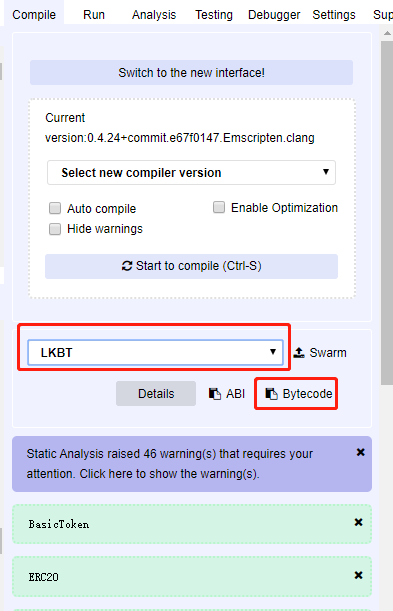 Compile Run Analysis Testing Debugger Settings Sup
Switch to the new interface!
Current
version:0.4.24+commit.e67f0147.Emscripten.clang
Select new compiler version
Auto compile Enable Optimization
Hide warnings
Start to compile (Ctrl-S)
LKBT Swarm
Details ABI Bytecode
Static Analysis raised 46 warning(s) that requires your
attention. Click here to show the warning(s).
BasicToken
ERC20